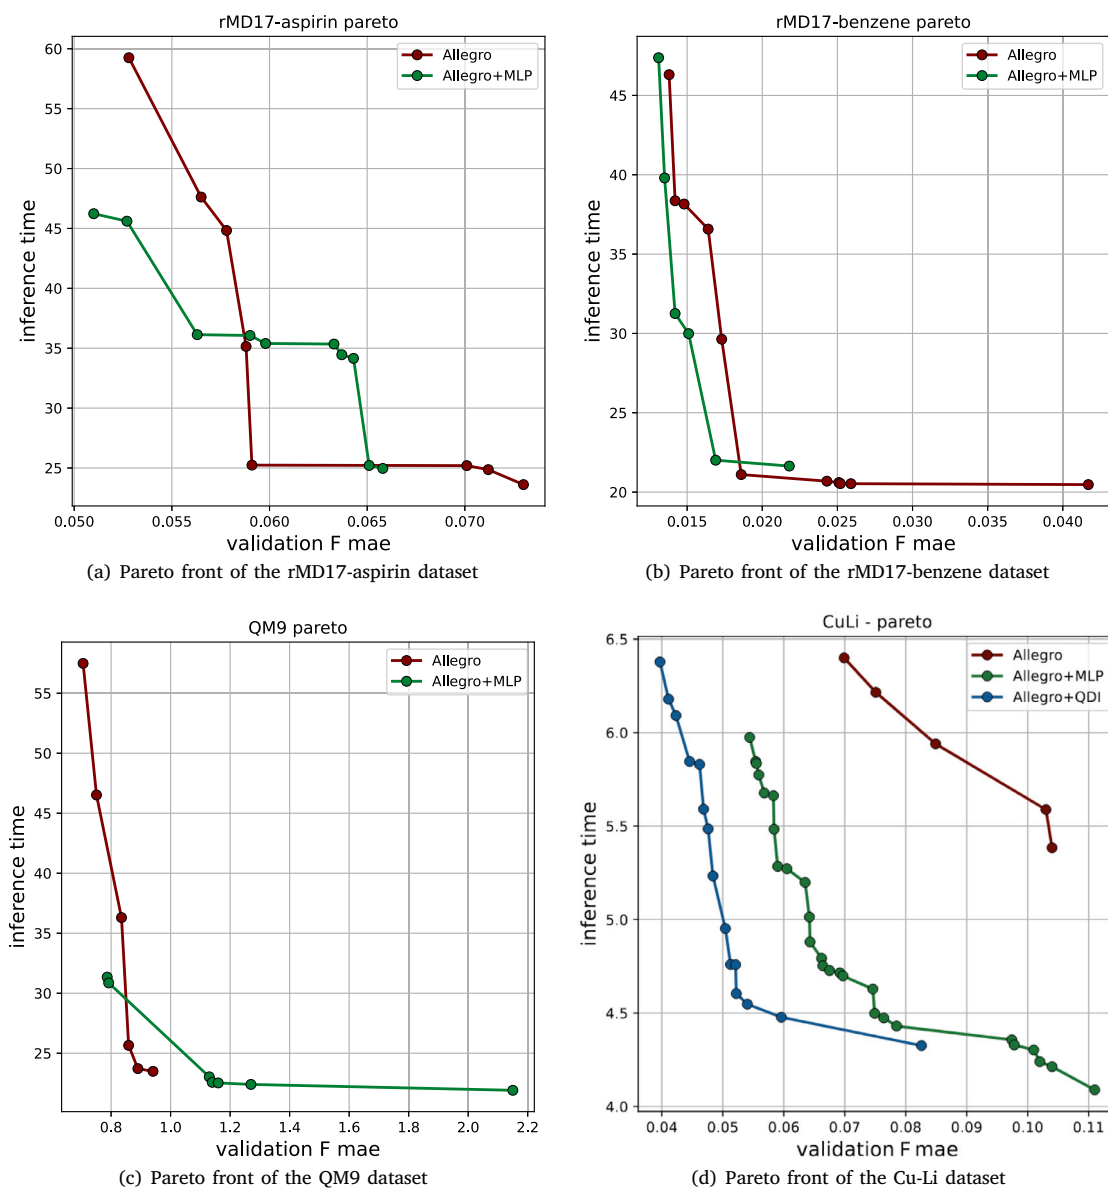 rMD17-aspirin pareto
60
55
50
45
40
35
30
25
inference time
Allegro
Allegro+MLP
0.050 0.055 0.060 0.065 0.070
validation F mae
(a) Pareto front of the rMD17-aspirin dataset
rMD17-benzene pareto
45
40
35
30
25
20
inference time
Allegro
Allegro+MLP
0.015 0.020 0.025 0.030 0.035 0.040
validation F mae
(b) Pareto front of the rMD17-benzene dataset
QM9 pareto
55
50
45
40
35
30
25
inference time
Allegro
Allegro+MLP
0.8 1.0 1.2 1.4 1.6 1.8 2.0 2.2
validation F mae
(c) Pareto front of the QM9 dataset
CuLi - pareto
6.5
6.0
5.5
5.0
4.5
4.0
inference time
Allegro
Allegro+MLP
Allegro+QDI
0.04 0.05 0.06 0.07 0.08 0.09 0.10 0.11
validation F mae
(d) Pareto front of the Cu-Li dataset